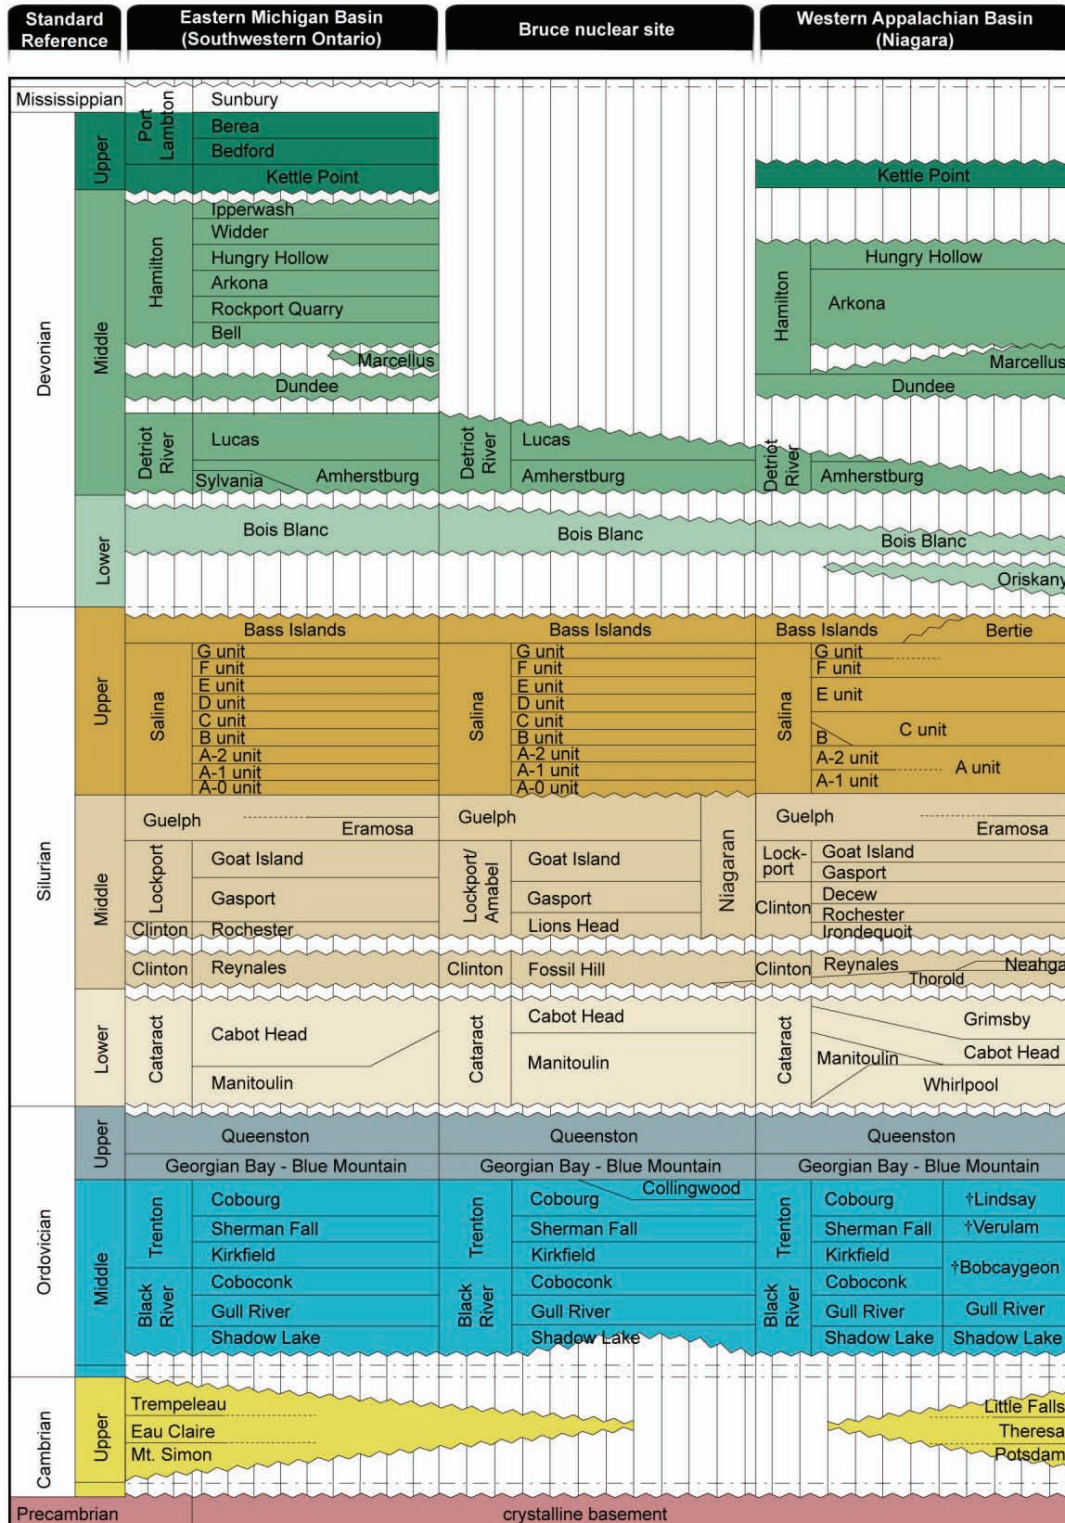 Standard
Reference
Eastern Michigan Basin
(Southwestern Ontario)
Bruce nuclear site
Western Appalachian Basin
(Niagara)
Mississippian
Devonian
Upper
Middle
Lower
Silurian
Upper
Middle
Lower
Ordovician
Upper
Middle
Cambrian
Upper
Precambrian
Port
Lambton
Sunbury
Berea
Bedford
Kettle Point
Hamilton
Ipperwash
Widder
Hungry Hollow
Arkona
Rockport Quarry
Bell
Marcellus
Dundee
Detriot
River
Lucas
Sylvania
Amherstburg
Bois Blanc
Bass Islands
Salina
G unit
F unit
E unit
D unit
C unit
B unit
A-2 unit
A-1 unit
A-0 unit
Guelph
Eramosa
Lockport
Goat Island
Gasport
Clinton
Rochester
Clinton
Reynales
Cataract
Cabot Head
Manitoulin
Queenston
Georgian Bay - Blue Mountain
Trenton
Cobourg
Sherman Fall
Kirkfield
Black
River
Coboconk
Gull River
Shadow Lake
Trempeleau
Eau Claire
Mt. Simon
Detriot
River
Lucas
Amherstburg
Bois Blanc
Bass Islands
Salina
G unit
F unit
E unit
D unit
C unit
B unit
A-2 unit
A-1 unit
A-0 unit
Guelph
Niagaran
Lockport/
Amabel
Goat Island
Gasport
Lions Head
Clinton
Fossil Hill
Cataract
Cabot Head
Manitoulin
Queenston
Georgian Bay - Blue Mountain
Collingwood
Trenton
Cobourg
Sherman Fall
Kirkfield
Black
River
Coboconk
Gull River
Shadow Lake
Kettle Point
Hamilton
Hungry Hollow
Arkona
Marcellus
Dundee
Detriot
River
Amherstburg
Bois Blanc
Oriskany
Bass Islands
Bertie
Salina
G unit
F unit
E unit
C unit
B
A-2 unit
A unit
A-1 unit
Guelph
Eramosa
Lock-
port
Goat Island
Gasport
Clinton
Decew
Rochester
Irondequoit
Clinton
Reynales
Neahga
Thorold
Cataract
Grimsby
Cabot Head
Manitoulin
Whirlpool
Queenston
Georgian Bay - Blue Mountain
Trenton
Cobourg
†Lindsay
Sherman Fall
†Verulam
Kirkfield
†Bobcaygeon
Black
River
Coboconk
Gull River
Gull River
Shadow Lake
Shadow Lake
Little Falls
Theresa
Potsdam
crystalline basement